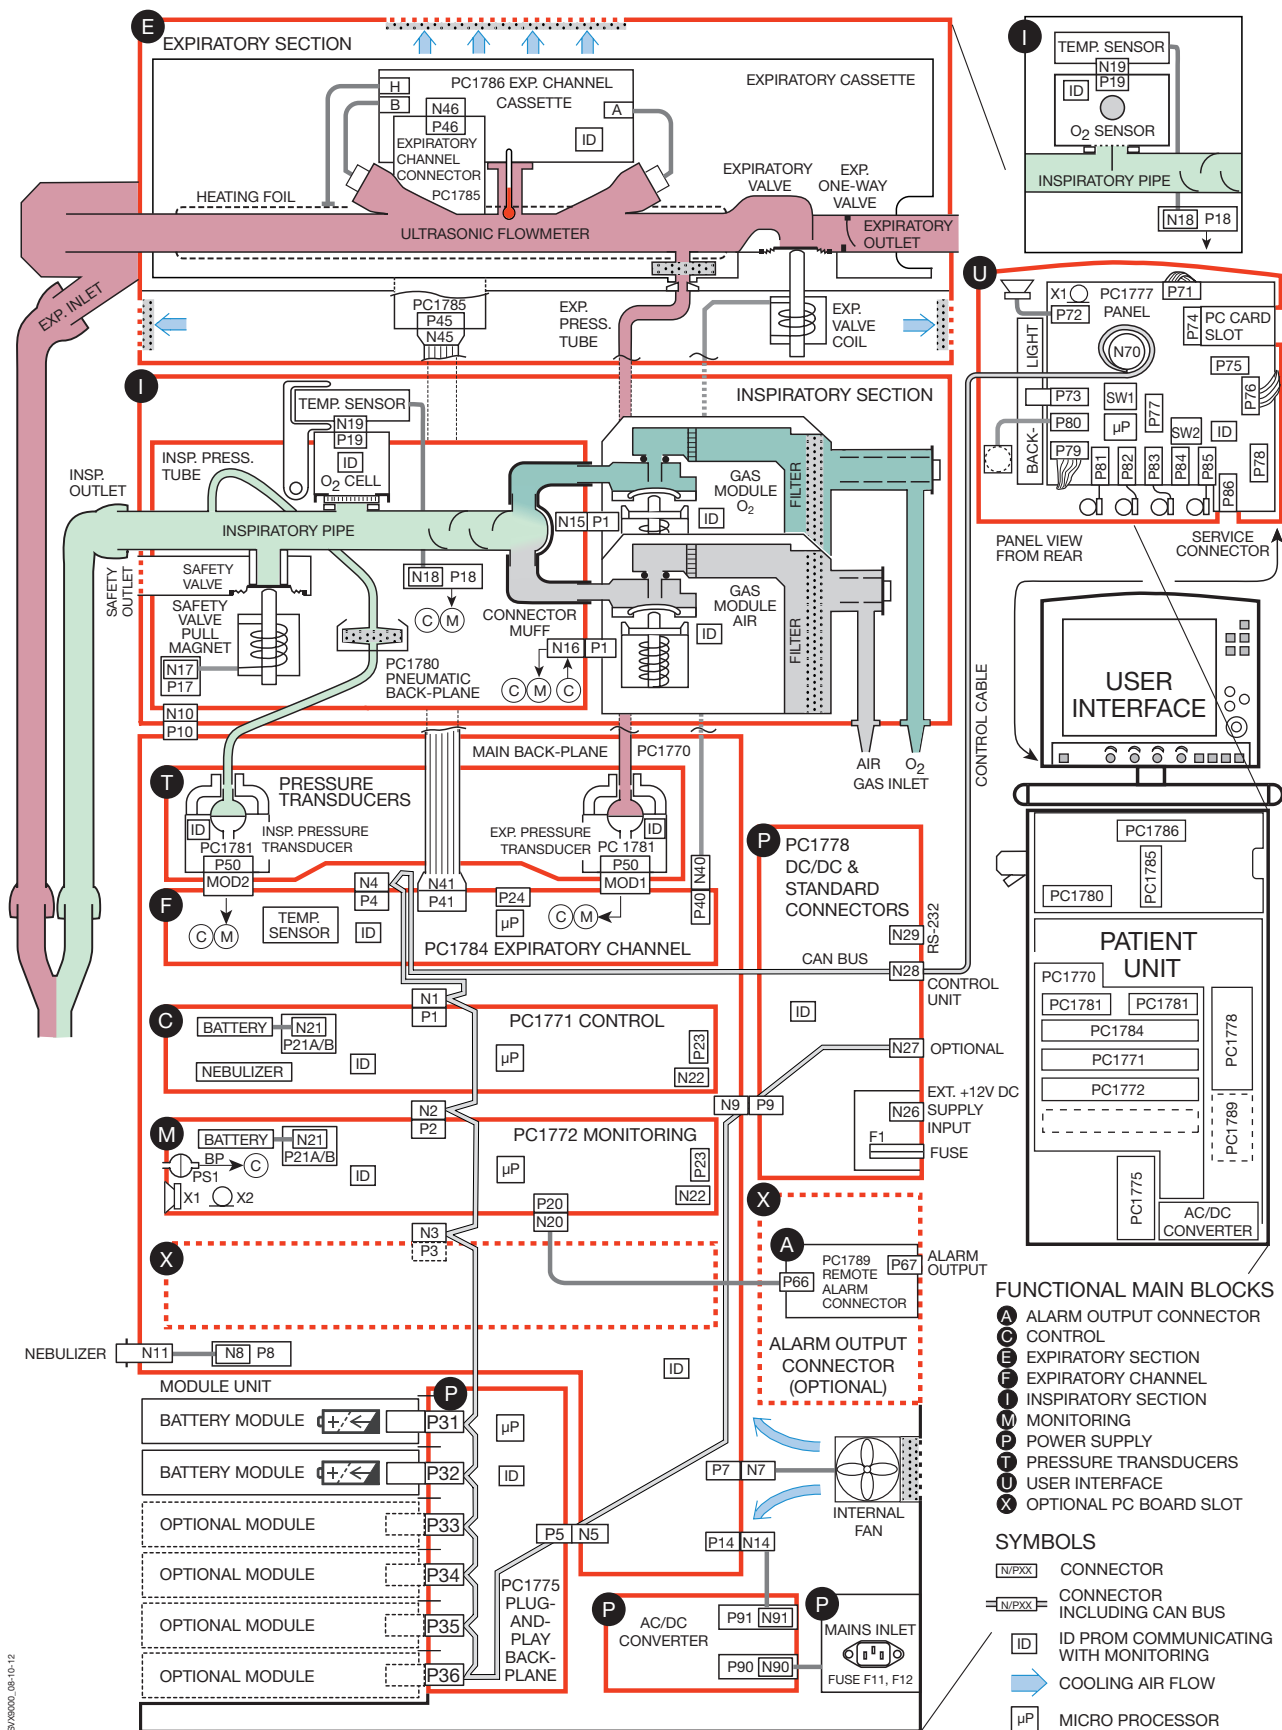 E
EXPIRATORY SECTION
H
B
PC1786 EXP. CHANNEL
CASSETTE
EXPIRATORY CASSETTE
N46
P46
A
ID
EXPIRATORY
CHANNEL
CONNECTOR
PC1785
HEATING FOIL
ULTRASONIC FLOWMETER
EXPIRATORY
VALVE
EXP.
ONE-WAY
VALVE
EXPIRATORY
OUTLET
EXP. INLET
PC1785
P45
N45
EXP.
PRESS.
TUBE
EXP.
VALVE
COIL
I
TEMP. SENSOR
N19
P19
ID
O2 SENSOR
INSPIRATORY PIPE
N18
P18
U
X1
P72
PC1777
PANEL
P71
P74
PC CARD
SLOT
LIGHT
BACK-
N70
P75
P76
P73
SW1
P77
P80
µP
SW2
ID
P79
P81
P82
P83
P84
P85
P86
P78
PANEL VIEW
FROM REAR
SERVICE
CONNECTOR
I
TEMP. SENSOR
INSPIRATORY SECTION
N19
P19
ID
O2 CELL
INSP. PRESS.
TUBE
INSP.
OUTLET
INSPIRATORY PIPE
GAS
MODULE
O2
ID
FILTER
N15
P1
SAFETY
OUTLET
SAFETY
VALVE
SAFETY
VALVE
PULL
MAGNET
N17
P17
N18
P18
C
M
CONNECTOR
MUFF
GAS
MODULE
AIR
ID
FILTER
N16
P1
C
M
C
PC1780
PNEUMATIC
BACK-PLANE
N10
P10
AIR
O2
GAS INLET
CONTROL CABLE
USER
INTERFACE
MAIN BACK-PLANE
PC1770
T
PRESSURE
TRANSDUCERS
ID
PC1781
INSP. PRESSURE
TRANSDUCER
P50
MOD2
EXP. PRESSURE
TRANSDUCER
ID
PC 1781
P50
MOD1
N4
P4
N41
P41
P24
N40
P40
F
C
M
TEMP.
SENSOR
ID
µP
C
M
PC1784 EXPIRATORY CHANNEL
P
PC1778
DC/DC &
STANDARD
CONNECTORS
N29
RS-232
CAN BUS
N28
CONTROL
UNIT
ID
N27
OPTIONAL
EXT. +12V DC
SUPPLY
INPUT
N26
F1
FUSE
N1
P1
C
BATTERY
N21
P21A/B
NEBULIZER
ID
PC1771 CONTROL
µP
P23
N22
N9
P9
N2
P2
M
BATTERY
N21
P21A/B
BP
C
PS1
X1
X2
ID
PC1772 MONITORING
µP
P23
N22
P20
N20
N3
P3
X
X
A
PC1789
REMOTE
ALARM
CONNECTOR
P66
P67
ALARM
OUTPUT
ALARM OUTPUT
CONNECTOR
(OPTIONAL)
PC1786
PC1785
PC1780
PATIENT
UNIT
PC1770
PC1781
PC1781
PC1784
PC1771
PC1772
PC1778
PC1789
PC1775
AC/DC
CONVERTER
NEBULIZER
N11
N8
P8
ID
MODULE UNIT
P
BATTERY MODULE
P31
µP
BATTERY MODULE
P32
ID
OPTIONAL MODULE
P33
OPTIONAL MODULE
P34
OPTIONAL MODULE
P35
OPTIONAL MODULE
P36
PC1775
PLUG-
AND-
PLAY
BACK-
PLANE
P5
N5
P7
N7
INTERNAL
FAN
P14
N14
P
AC/DC
CONVERTER
P91
N91
P90
N90
P
MAINS INLET
FUSE F11, F12
FUNCTIONAL MAIN BLOCKS
A ALARM OUTPUT CONNECTOR
C CONTROL
E EXPIRATORY SECTION
F EXPIRATORY CHANNEL
I INSPIRATORY SECTION
M MONITORING
P POWER SUPPLY
T PRESSURE TRANSDUCERS
U USER INTERFACE
X OPTIONAL PC BOARD SLOT
SYMBOLS
N/PXX CONNECTOR
N/PXX CONNECTOR
INCLUDING CAN BUS
ID ID PROM COMMUNICATING
WITH MONITORING
COOLING AIR FLOW
µP MICRO PROCESSOR
SVX9000_08-10-12